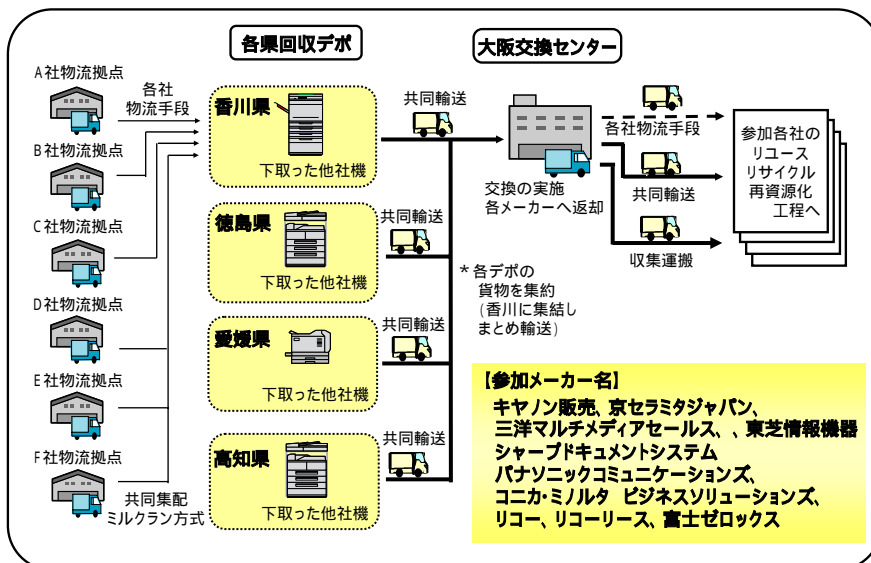 各県回収デポ
大阪交換センター
A社物流拠点
B社物流拠点
C社物流拠点
D社物流拠点
E社物流拠点
F社物流拠点
各社
物流手段
共同集配
ミルクラン方式
香川県
下取った他社機
徳島県
下取った他社機
愛媛県
下取った他社機
高知県
下取った他社機
共同輸送
共同輸送
共同輸送
共同輸送
*各デポの
貨物を集約
(香川に集結し
まとめ輸送)
交換の実施
各メーカーへ返却
各社物流手段
共同輸送
収集運搬
参加各社の
リユース
リサイクル
再資源化
工程へ
【参加メーカー名】
キヤノン販売、京セラミタジャパン、
三洋マルチメディアセールス、、東芝情報機器
シャープドキュメントシステム
パナソニックコミュニケーションズ、
コニカ・ミノルタ ビジネスソリューションズ、
リコー、リコーリース、富士ゼロックス